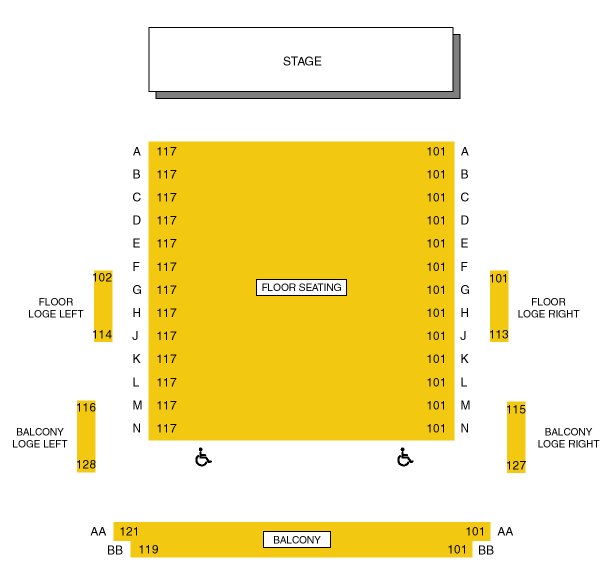 STAGE
A 117 101 A
B 117 101 B
C 117 101 C
D 117 101 D
E 117 101 E
F 117 101 F
G 117 101 G
H 117 101 H
J 117 101 J
K 117 101 K
L 117 101 L
M 117 101 M
N 117 101 N
FLOOR SEATING
102
FLOOR
LOGE LEFT
114
101
FLOOR
LOGE RIGHT
113
116
BALCONY
LOGE LEFT
128
115
BALCONY
LOGE RIGHT
127
AA 121 101 AA
BALCONY
BB 119 101 BB